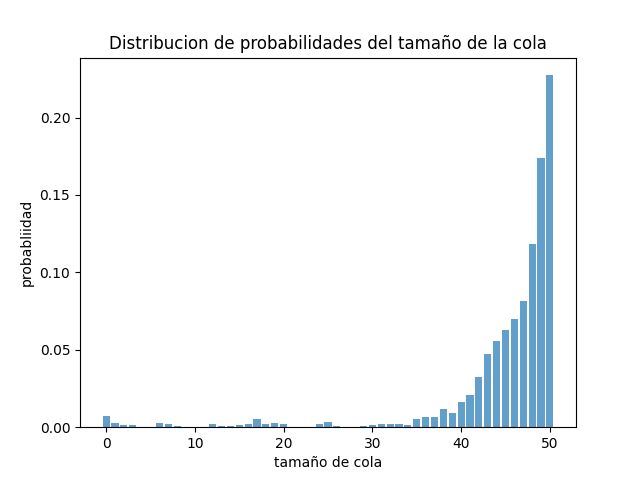 Distribucion de probabilidades del tamaño de la cola
0.20
0.15
0.10
0.05
0.00
probabliidad
0 10 20 30 40 50
tamaño de cola